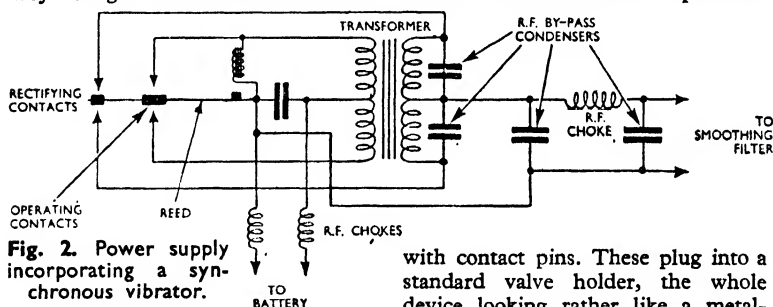 TRANSFORMER
R.F. BY-PASS
CONDENSERS
RECTIFYING
CONTACTS
R.F.
CHOKE
TO
SMOOTHING
FILTER
OPERATING
CONTACTS
REED
R.F. CHOKES
TO
BATTERY
Fig. 2. Power supply
incorporating a syn-
chronous vibrator.
with contact pins. These plug into a
standard valve holder, the whole
device looking rather like a metal-